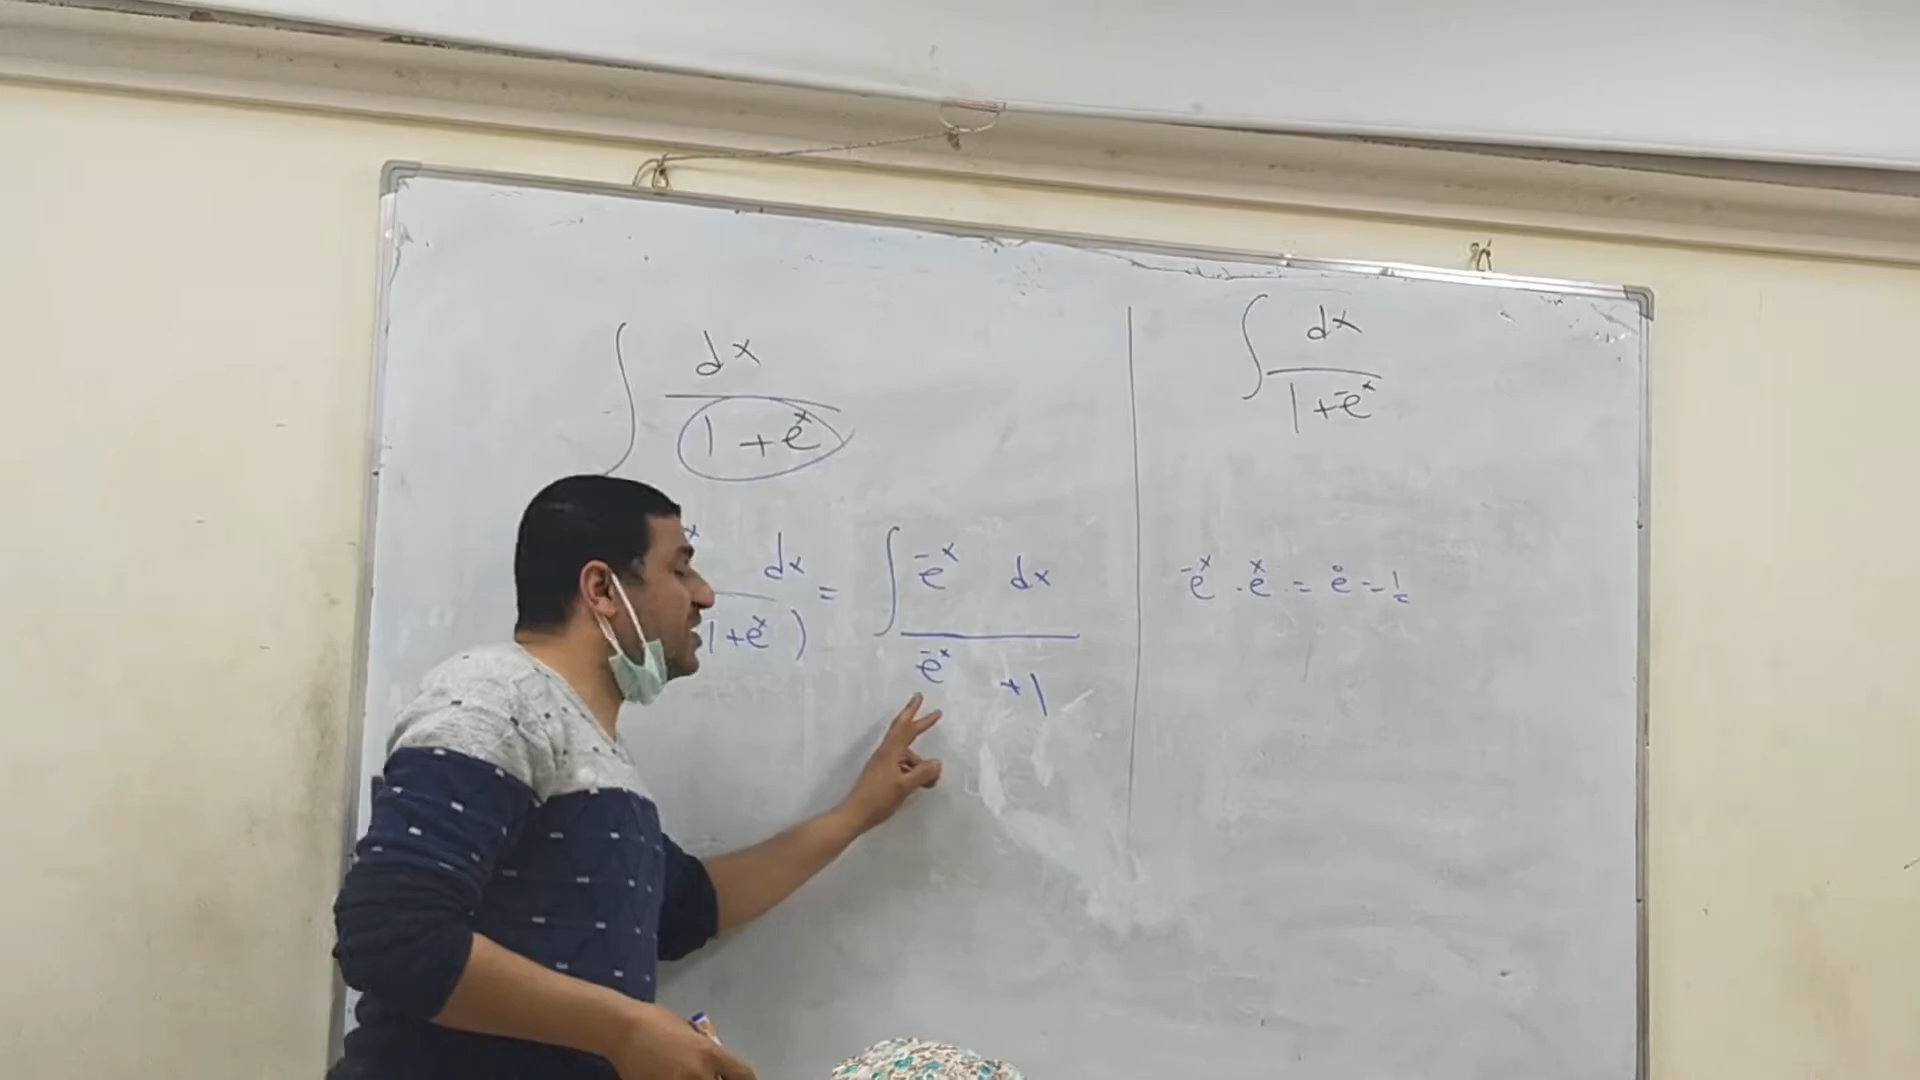 ∫ dx / (1 + e^x)
∫ dx / (1 + e^-x)
x dx / 1 + e^x ) = ∫ e^-x dx / (e^-x + 1)
e^-x . e^x = e^0 = 1